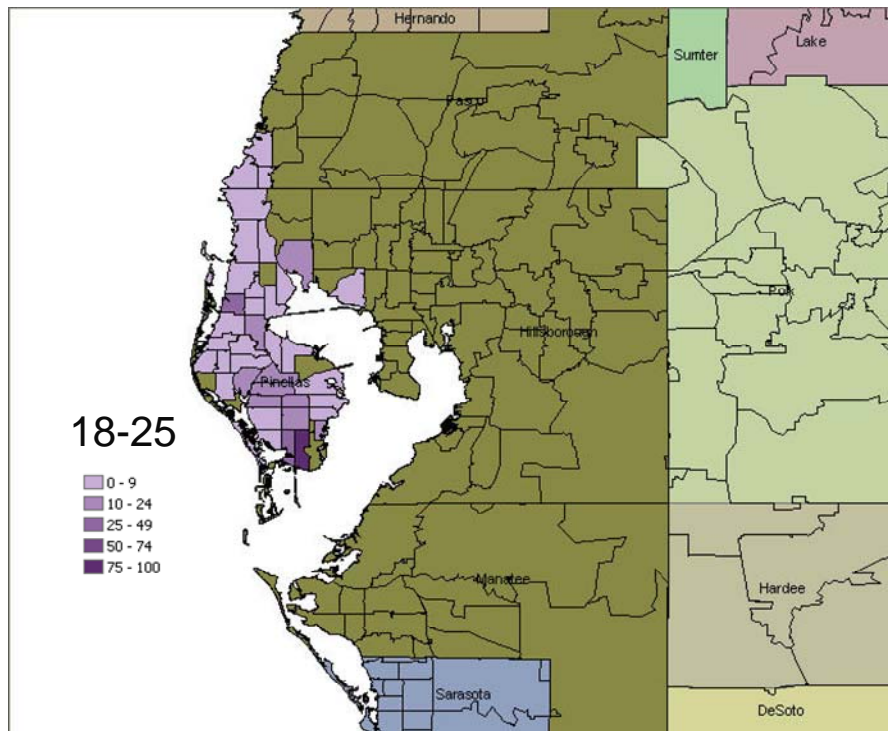 Hernando
Sumter
Lake
Pasco
Polk
Hillsborough
Pinellas
18-25
0 - 9
10 - 24
25 - 49
50 - 74
75 - 100
Manatee
Hardee
Sarasota
DeSoto